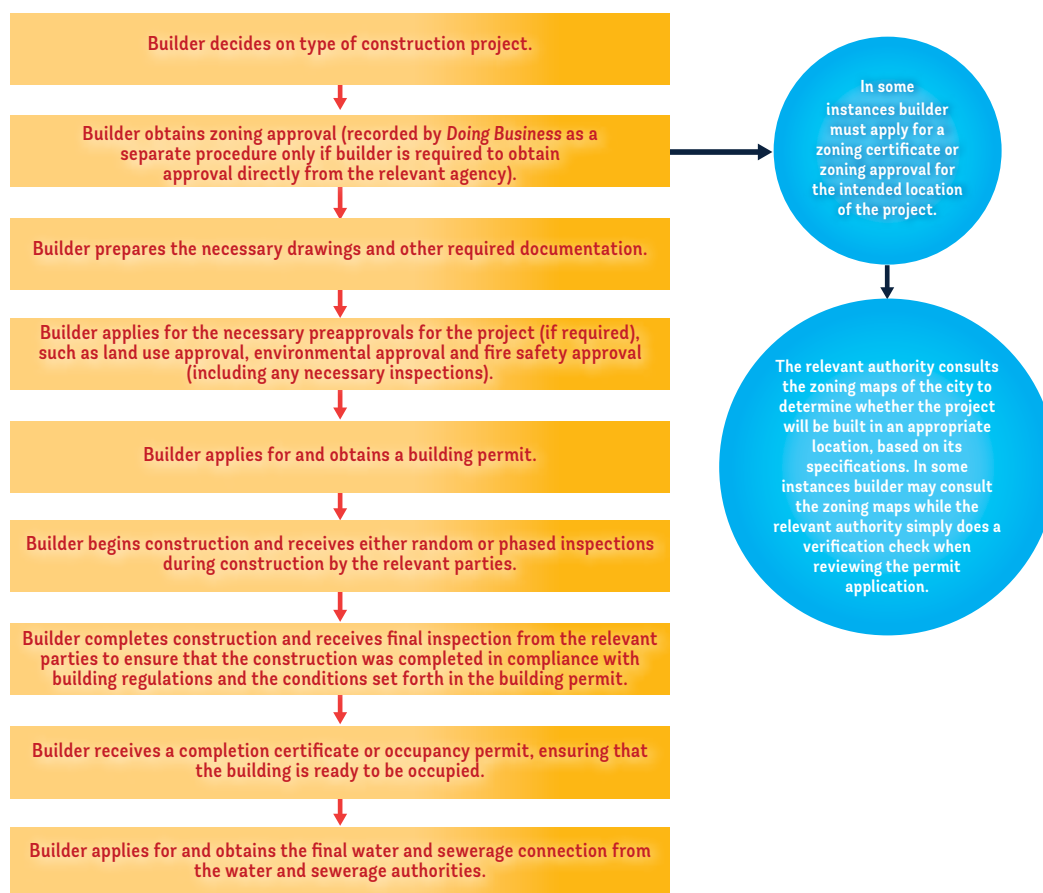 Builder decides on type of construction project.
Builder obtains zoning approval (recorded by Doing Business as a
separate procedure only if builder is required to obtain
approval directly from the relevant agency).
Builder prepares the necessary drawings and other required documentation.
Builder applies for the necessary preapprovals for the project (if required),
such as land use approval, environmental approval and fire safety approval
(including any necessary inspections).
Builder applies for and obtains a building permit.
Builder begins construction and receives either random or phased inspections
during construction by the relevant parties.
Builder completes construction and receives final inspection from the relevant
parties to ensure that the construction was completed in compliance with
building regulations and the conditions set forth in the building permit.
Builder receives a completion certificate or occupancy permit, ensuring that
the building is ready to be occupied.
Builder applies for and obtains the final water and sewerage connection from
the water and sewerage authorities.
In some
instances builder
must apply for a
zoning certificate or
zoning approval for
the intended location
of the project.
The relevant authority consults
the zoning maps of the city to
determine whether the project
will be built in an appropriate
location, based on its
specifications. In some
instances builder may consult
the zoning maps while the
relevant authority simply does a
verification check when
reviewing the permit
application.